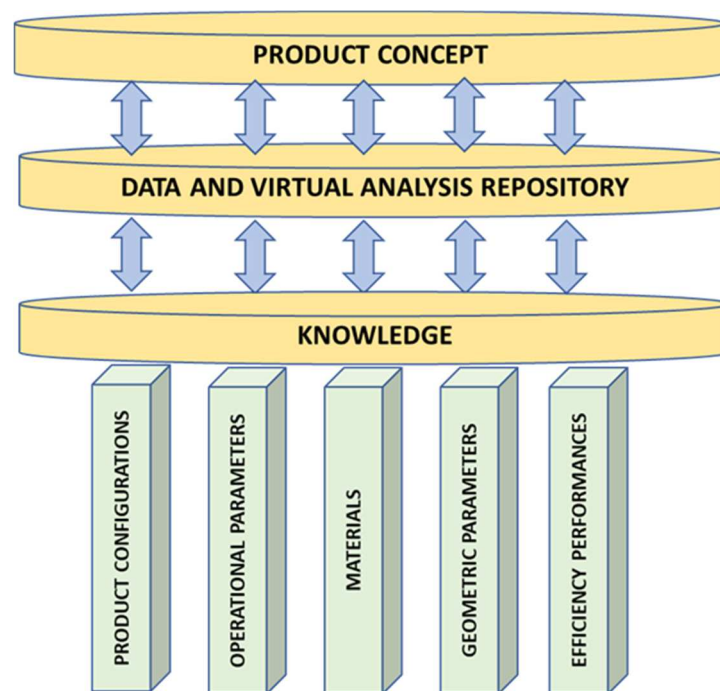 PRODUCT CONCEPT
DATA AND VIRTUAL ANALYSIS REPOSITORY
KNOWLEDGE
PRODUCT CONFIGURATIONS
OPERATIONAL PARAMETERS
MATERIALS
GEOMETRIC PARAMETERS
EFFICIENCY PERFORMANCES